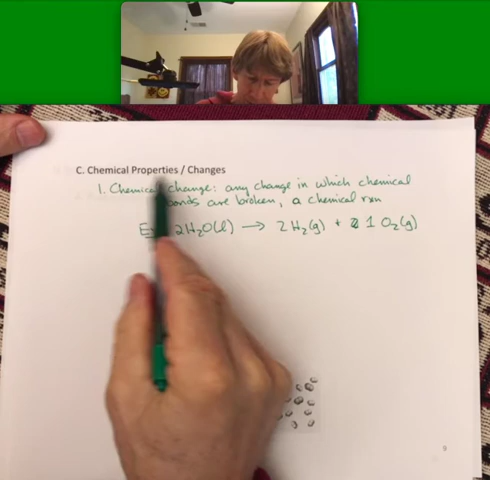 C. Chemical Properties / Changes
1. Chemical change: any change in which chemical
bonds are broken, a chemical rxn
Ex 2H₂O(l) → 2 H₂(g) + 1 O₂(g)